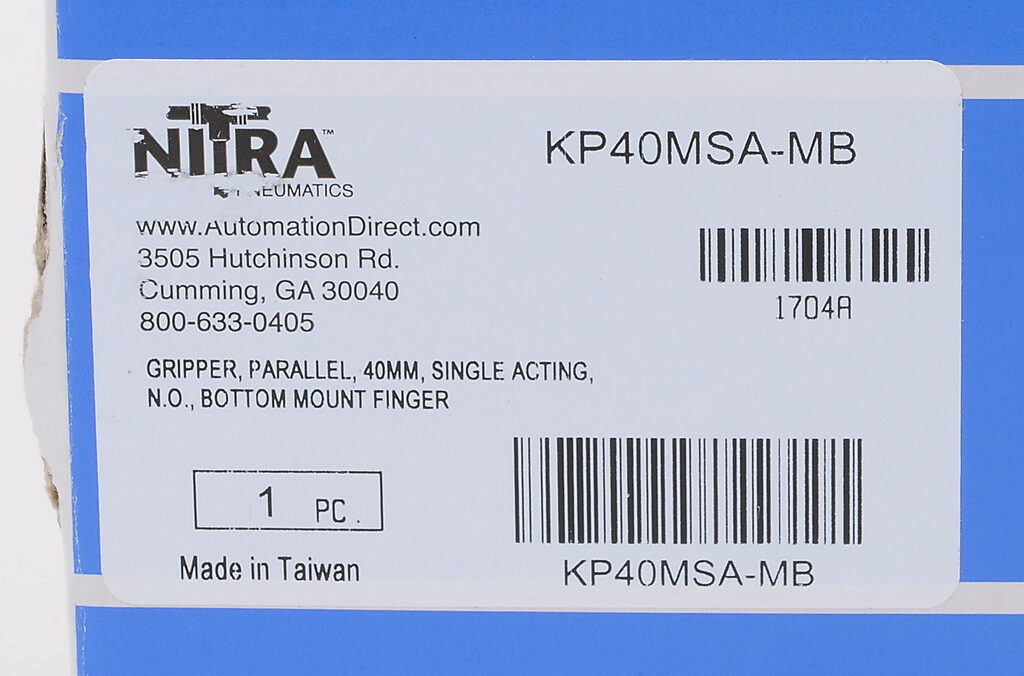 NITRA™
PNEUMATICS
www.AutomationDirect.com
3505 Hutchinson Rd.
Cumming, GA 30040
800-633-0405
KP40MSA-MB
1704A
GRIPPER, PARALLEL, 40MM, SINGLE ACTING,
N.O., BOTTOM MOUNT FINGER
1 PC.
Made in Taiwan
KP40MSA-MB